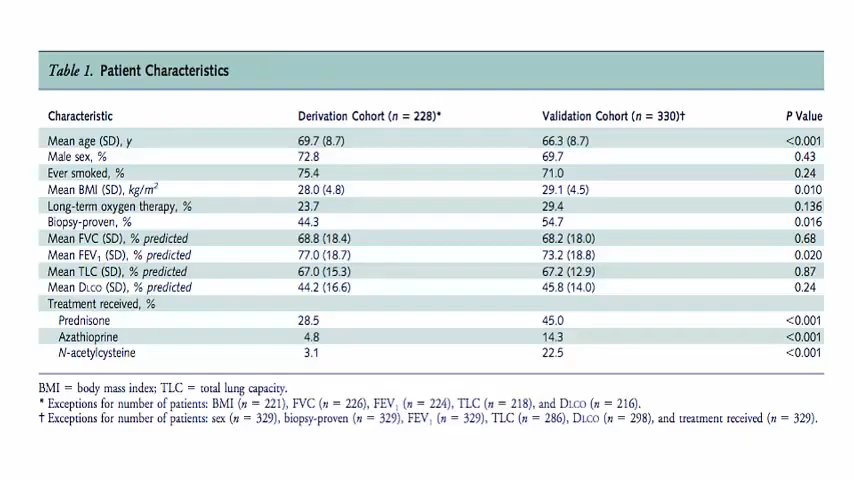 Table 1. Patient Characteristics
Characteristic Derivation Cohort (n = 228)* Validation Cohort (n = 330)† P Value
Mean age (SD), y 69.7 (8.7) 66.3 (8.7) <0.001
Male sex, % 72.8 69.7 0.43
Ever smoked, % 75.4 71.0 0.24
Mean BMI (SD), kg/m² 28.0 (4.8) 29.1 (4.5) 0.010
Long-term oxygen therapy, % 23.7 29.4 0.136
Biopsy-proven, % 44.3 54.7 0.016
Mean FVC (SD), % predicted 68.8 (18.4) 68.2 (18.0) 0.68
Mean FEV₁ (SD), % predicted 77.0 (18.7) 73.2 (18.8) 0.020
Mean TLC (SD), % predicted 67.0 (15.3) 67.2 (12.9) 0.87
Mean DLCO (SD), % predicted 44.2 (16.6) 45.8 (14.0) 0.24
Treatment received, %
Prednisone 28.5 45.0 <0.001
Azathioprine 4.8 14.3 <0.001
N-acetylcysteine 3.1 22.5 <0.001
BMI = body mass index; TLC = total lung capacity.
* Exceptions for number of patients: BMI (n = 221), FVC (n = 226), FEV₁ (n = 224), TLC (n = 218), and DLCO (n = 216).
† Exceptions for number of patients: sex (n = 329), biopsy-proven (n = 329), FEV₁ (n = 329), TLC (n = 286), DLCO (n = 298), and treatment received (n = 329).